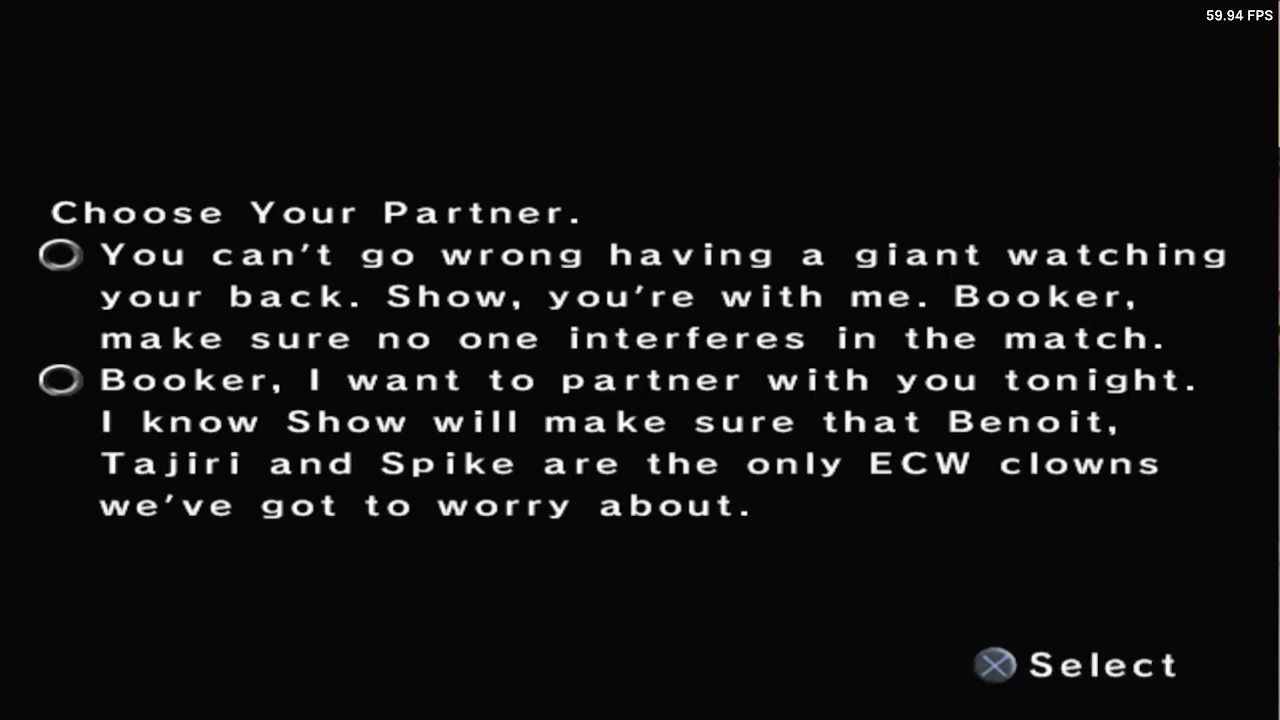 59.94 FPS
Choose Your Partner.
You can't go wrong having a giant watching
your back. Show, you're with me. Booker,
make sure no one interferes in the match.
Booker, I want to partner with you tonight.
I know Show will make sure that Benoit,
Tajiri and Spike are the only ECW clowns
we've got to worry about.
Select